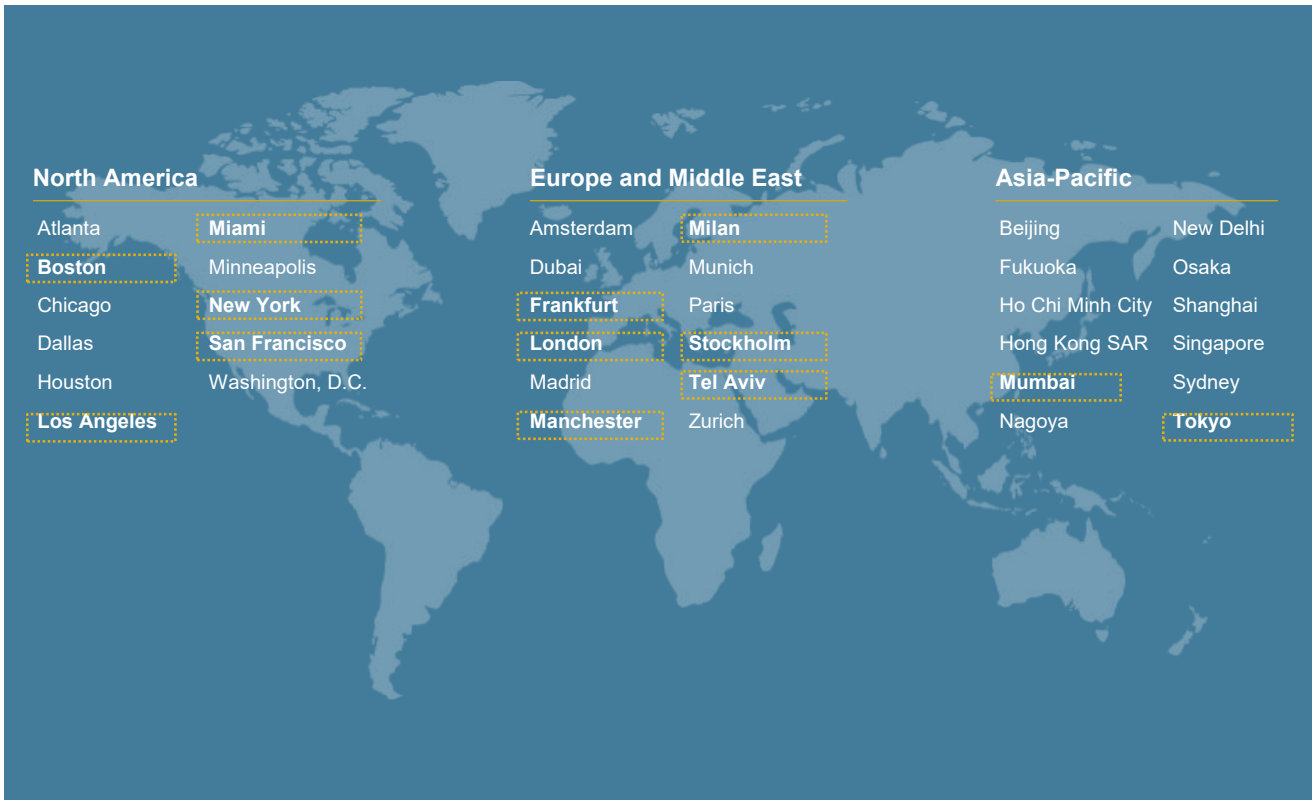 North America
Atlanta
Boston
Chicago
Dallas
Houston
Los Angeles
Miami
Minneapolis
New York
San Francisco
Washington, D.C.
Europe and Middle East
Amsterdam
Dubai
Frankfurt
London
Madrid
Manchester
Milan
Munich
Paris
Stockholm
Tel Aviv
Zurich
Asia-Pacific
Beijing
Fukuoka
Ho Chi Minh City
Hong Kong SAR
Mumbai
Nagoya
New Delhi
Osaka
Shanghai
Singapore
Sydney
Tokyo